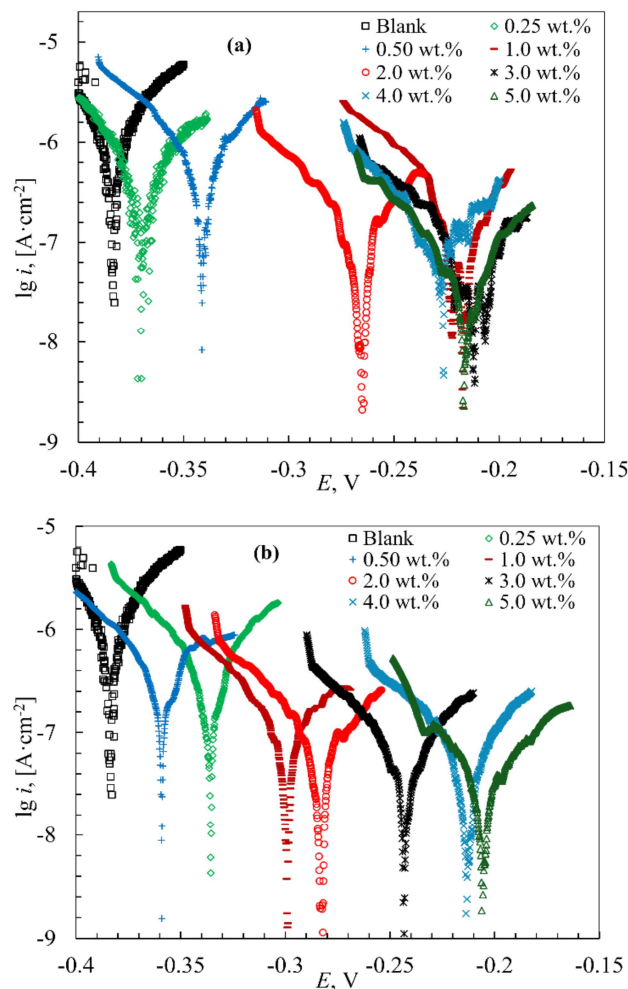 (a)
Blank
0.25 wt.%
0.50 wt.%
1.0 wt.%
2.0 wt.%
3.0 wt.%
4.0 wt.%
5.0 wt.%
lg i, [A·cm⁻²]
-5
-6
-7
-8
-9
-0.4 -0.35 -0.3 -0.25 -0.2 -0.15
E, V
(b)
Blank
0.25 wt.%
0.50 wt.%
1.0 wt.%
2.0 wt.%
3.0 wt.%
4.0 wt.%
5.0 wt.%
lg i, [A·cm⁻²]
-5
-6
-7
-8
-9
-0.4 -0.35 -0.3 -0.25 -0.2 -0.15
E, V